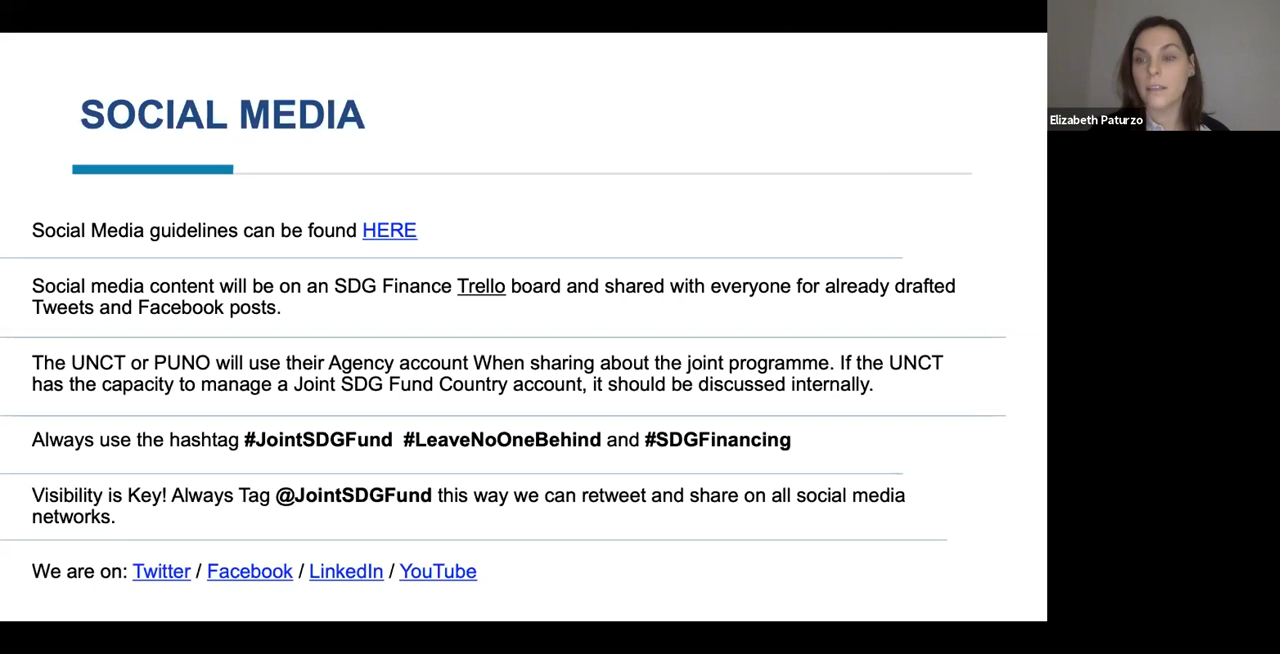 SOCIAL MEDIA
Social Media guidelines can be found HERE
Social media content will be on an SDG Finance Trello board and shared with everyone for already drafted
Tweets and Facebook posts.
The UNCT or PUNO will use their Agency account When sharing about the joint programme. If the UNCT
has the capacity to manage a Joint SDG Fund Country account, it should be discussed internally.
Always use the hashtag #JointSDGFund #LeaveNoOneBehind and #SDGFinancing
Visibility is Key! Always Tag @JointSDGFund this way we can retweet and share on all social media
networks.
We are on: Twitter / Facebook / LinkedIn / YouTube
Elizabeth Paturzo